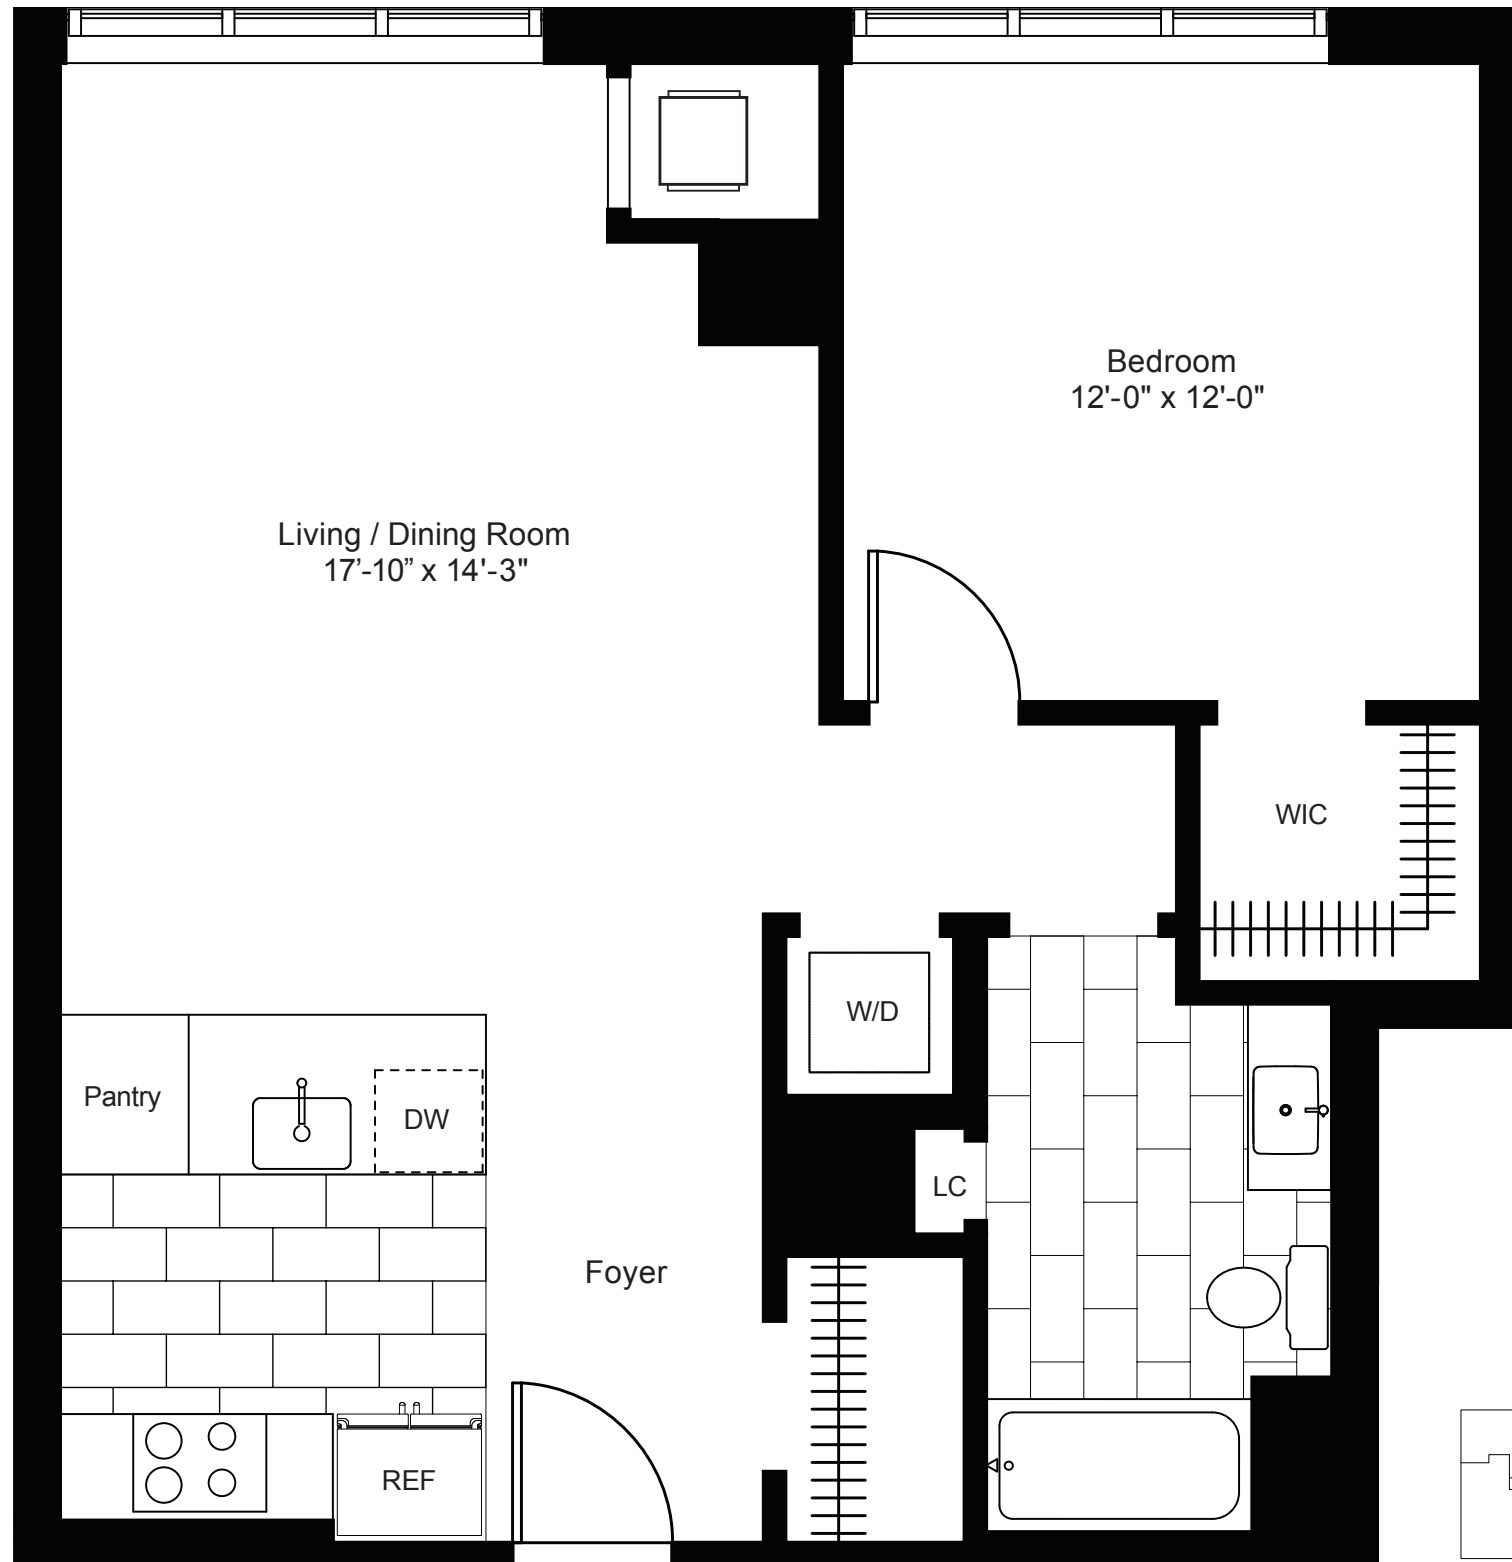 Bedroom
12'-0" x 12'-0"
Living / Dining Room
17’-10” x 14'-3"
WIC
W/D
Pantry
DW
LC
Foyer
REF